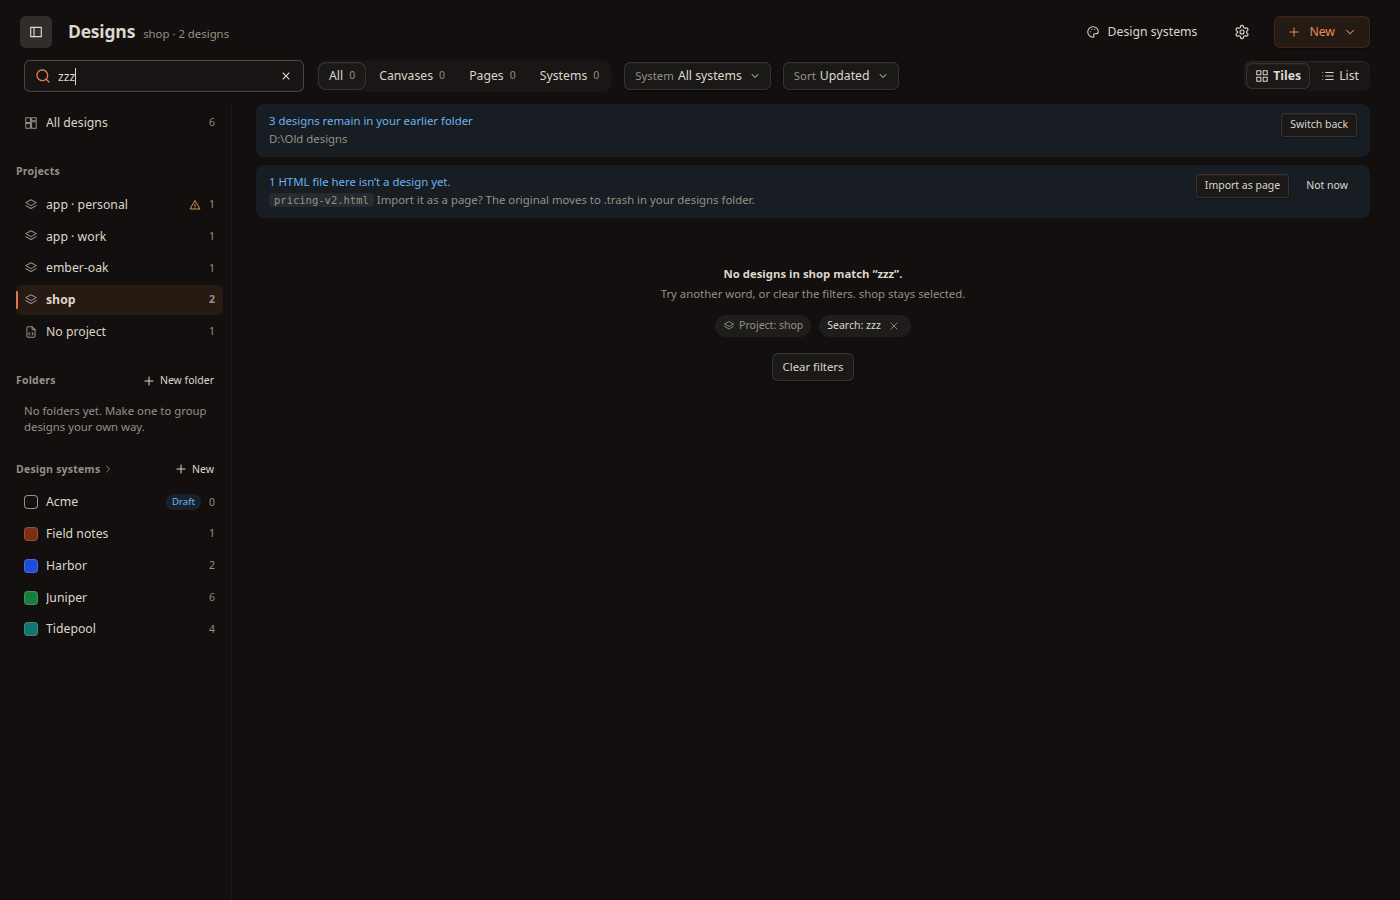 Designs shop · 2 designs
Design systems
New
zzz
All 0 Canvases 0 Pages 0 Systems 0
System All systems
Sort Updated
Tiles List
All designs 6
Projects
app · personal 1
app · work 1
ember-oak 1
shop 2
No project 1
Folders New folder
No folders yet. Make one to group
designs your own way.
Design systems New
Acme Draft 0
Field notes 1
Harbor 2
Juniper 6
Tidepool 4
3 designs remain in your earlier folder
D:\Old designs
Switch back
1 HTML file here isn’t a design yet.
pricing-v2.html Import it as a page? The original moves to .trash in your designs folder.
Import as page Not now
No designs in shop match “zzz”.
Try another word, or clear the filters. shop stays selected.
Project: shop Search: zzz
Clear filters